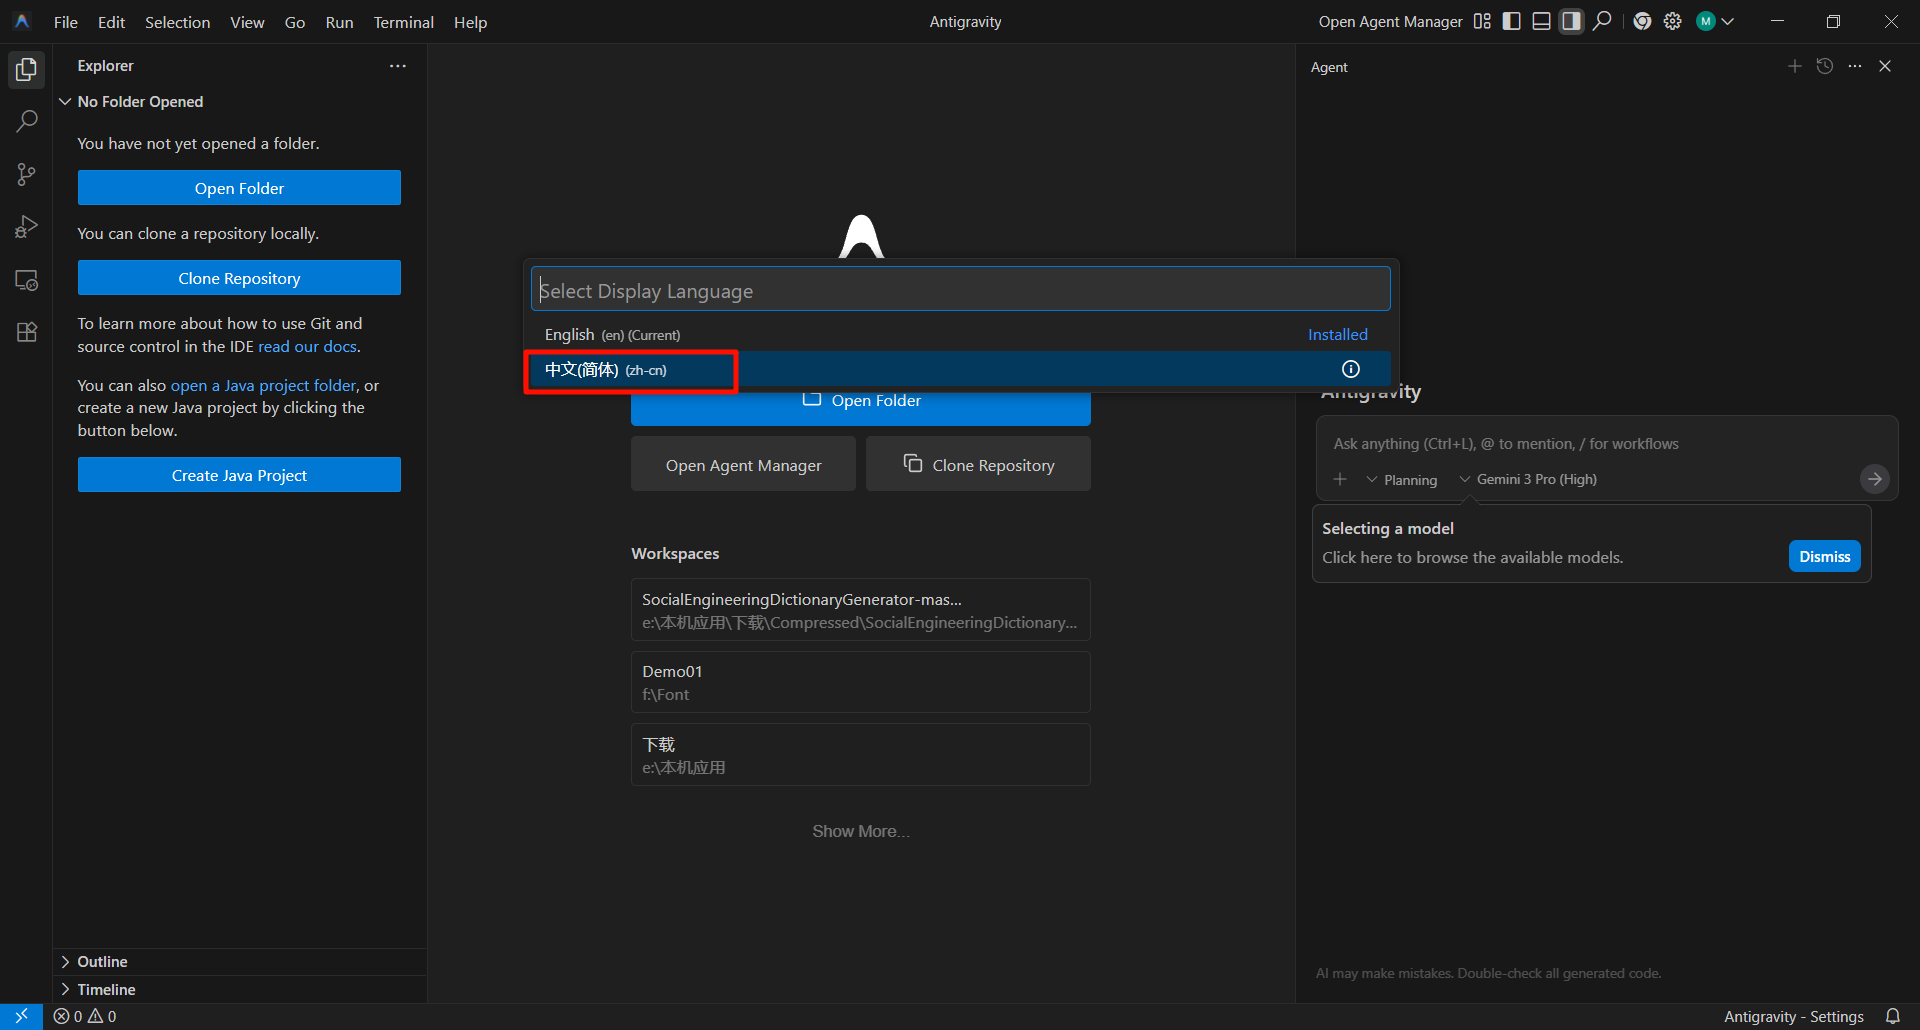 File Edit Selection View Go Run Terminal Help
Antigravity
Open Agent Manager
M
Explorer
No Folder Opened
You have not yet opened a folder.
Open Folder
You can clone a repository locally.
Clone Repository
To learn more about how to use Git and
source control in the IDE read our docs.
You can also open a Java project folder, or
create a new Java project by clicking the
button below.
Create Java Project
Outline
Timeline
Select Display Language
English (en) (Current) Installed
中文(简体) (zh-cn)
Open Folder
Open Agent Manager
Clone Repository
Workspaces
SocialEngineeringDictionaryGenerator-mas...
e:\本机应用\下载\Compressed\SocialEngineeringDictionary...
Demo01
f:\Font
下载
e:\本机应用
Show More...
Agent
Antigravity
Ask anything (Ctrl+L), @ to mention, / for workflows
Planning Gemini 3 Pro (High)
Selecting a model
Click here to browse the available models.
Dismiss
AI may make mistakes. Double-check all generated code.
0 0
Antigravity - Settings